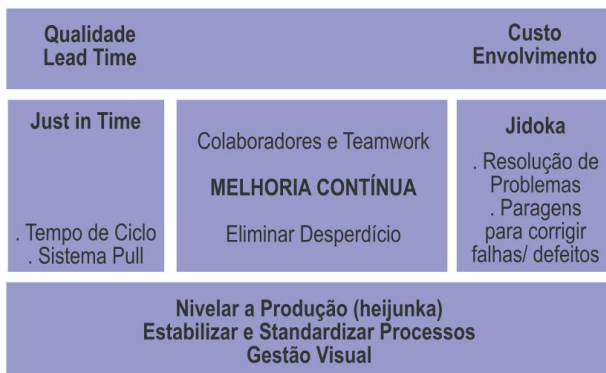 Qualidade
Lead Time
Custo
Envolvimento
Just in Time
. Tempo de Ciclo
. Sistema Pull
Colaboradores e Teamwork
MELHORIA CONTÍNUA
Eliminar Desperdício
Jidoka
. Resolução de
Problemas
. Paragens
para corrigir
falhas/ defeitos
Nivelar a Produção (heijunka)
Estabilizar e Standardizar Processos
Gestão Visual